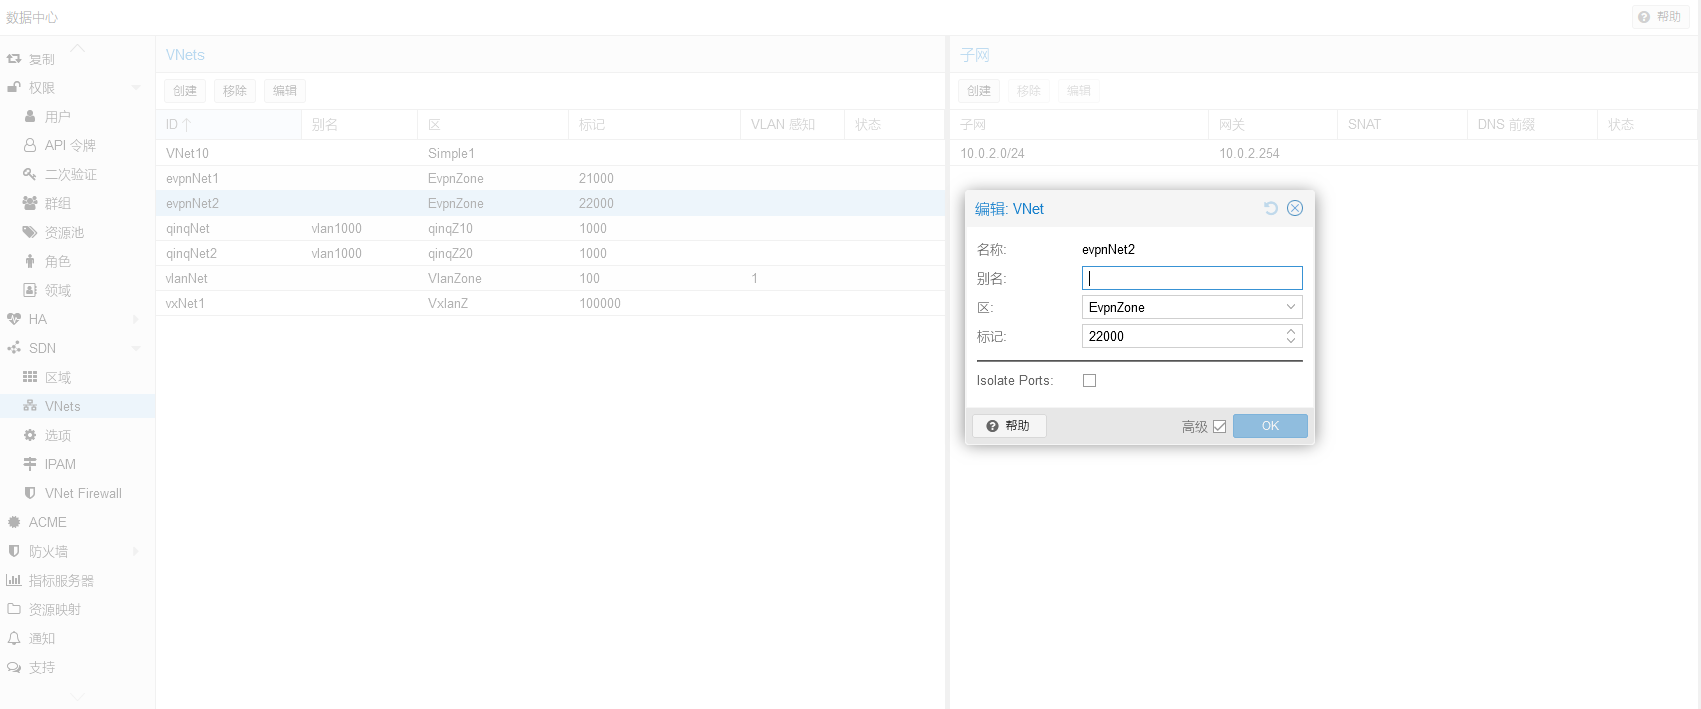 数据中心
帮助
复制
权限
用户
API 令牌
二次验证
群组
资源池
角色
领域
HA
SDN
区域
VNets
选项
IPAM
VNet Firewall
ACME
防火墙
指标服务器
资源映射
通知
支持
VNets
创建 移除 编辑
ID 别名 区 标记 VLAN 感知 状态
VNet10 Simple1
evpnNet1 EvpnZone 21000
evpnNet2 EvpnZone 22000
qinqNet vlan1000 qinqZ10 1000
qinqNet2 vlan1000 qinqZ20 1000
vlanNet VlanZone 100 1
vxNet1 VxlanZ 100000
子网
创建 移除 编辑
子网 网关 SNAT DNS 前缀 状态
10.0.2.0/24 10.0.2.254
编辑: VNet
名称: evpnNet2
别名:
区: EvpnZone
标记: 22000
Isolate Ports:
帮助 高级 OK